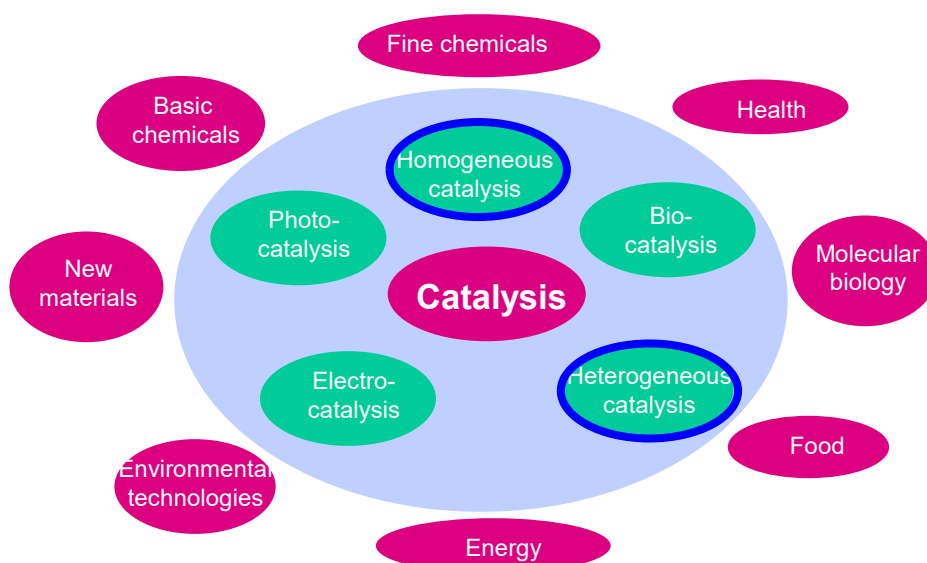 Fine chemicals
Basic
chemicals
Health
Homogeneous
catalysis
Photo-
catalysis
Bio-
catalysis
New
materials
Catalysis
Molecular
biology
Electro-
catalysis
Heterogeneous
catalysis
Food
Environmental
technologies
Energy